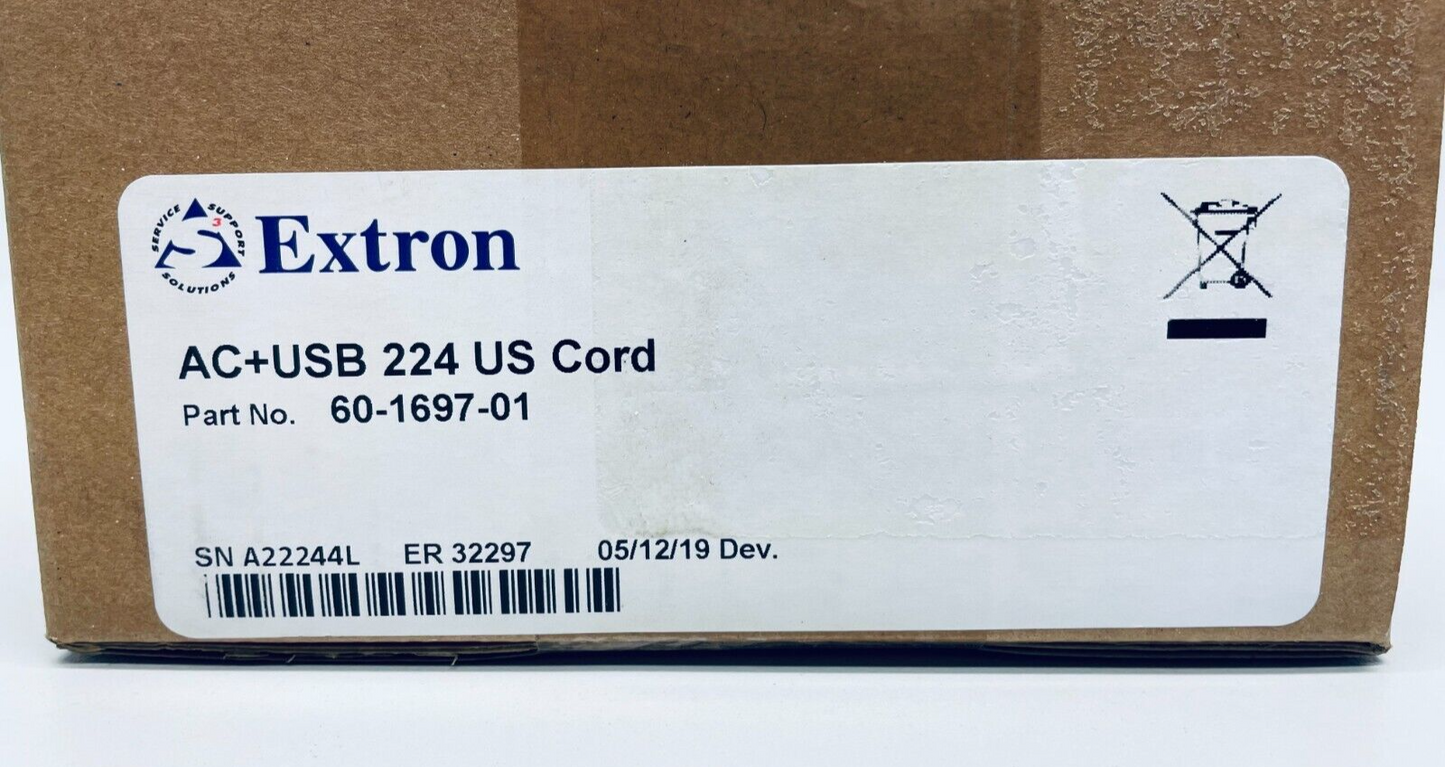 SERVICE SUPPORT SOLUTIONS
3
Extron
AC+USB 224 US Cord
Part No. 60-1697-01
SN A22244L ER 32297 05/12/19 Dev.